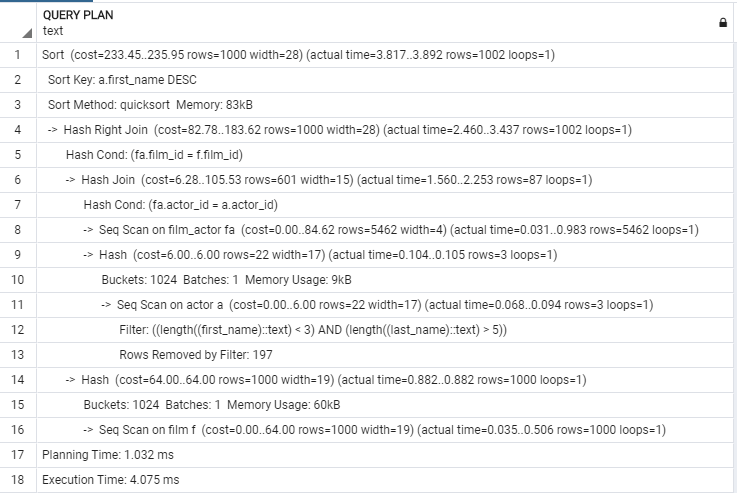 QUERY PLAN
text
1 Sort (cost=233.45..235.95 rows=1000 width=28) (actual time=3.817..3.892 rows=1002 loops=1)
2 Sort Key: a.first_name DESC
3 Sort Method: quicksort Memory: 83kB
4 -> Hash Right Join (cost=82.78..183.62 rows=1000 width=28) (actual time=2.460..3.437 rows=1002 loops=1)
5 Hash Cond: (fa.film_id = f.film_id)
6 -> Hash Join (cost=6.28..105.53 rows=601 width=15) (actual time=1.560..2.253 rows=87 loops=1)
7 Hash Cond: (fa.actor_id = a.actor_id)
8 -> Seq Scan on film_actor fa (cost=0.00..84.62 rows=5462 width=4) (actual time=0.031..0.983 rows=5462 loops=1)
9 -> Hash (cost=6.00..6.00 rows=22 width=17) (actual time=0.104..0.105 rows=3 loops=1)
10 Buckets: 1024 Batches: 1 Memory Usage: 9kB
11 -> Seq Scan on actor a (cost=0.00..6.00 rows=22 width=17) (actual time=0.068..0.094 rows=3 loops=1)
12 Filter: ((length((first_name)::text) < 3) AND (length((last_name)::text) > 5))
13 Rows Removed by Filter: 197
14 -> Hash (cost=64.00..64.00 rows=1000 width=19) (actual time=0.882..0.882 rows=1000 loops=1)
15 Buckets: 1024 Batches: 1 Memory Usage: 60kB
16 -> Seq Scan on film f (cost=0.00..64.00 rows=1000 width=19) (actual time=0.035..0.506 rows=1000 loops=1)
17 Planning Time: 1.032 ms
18 Execution Time: 4.075 ms